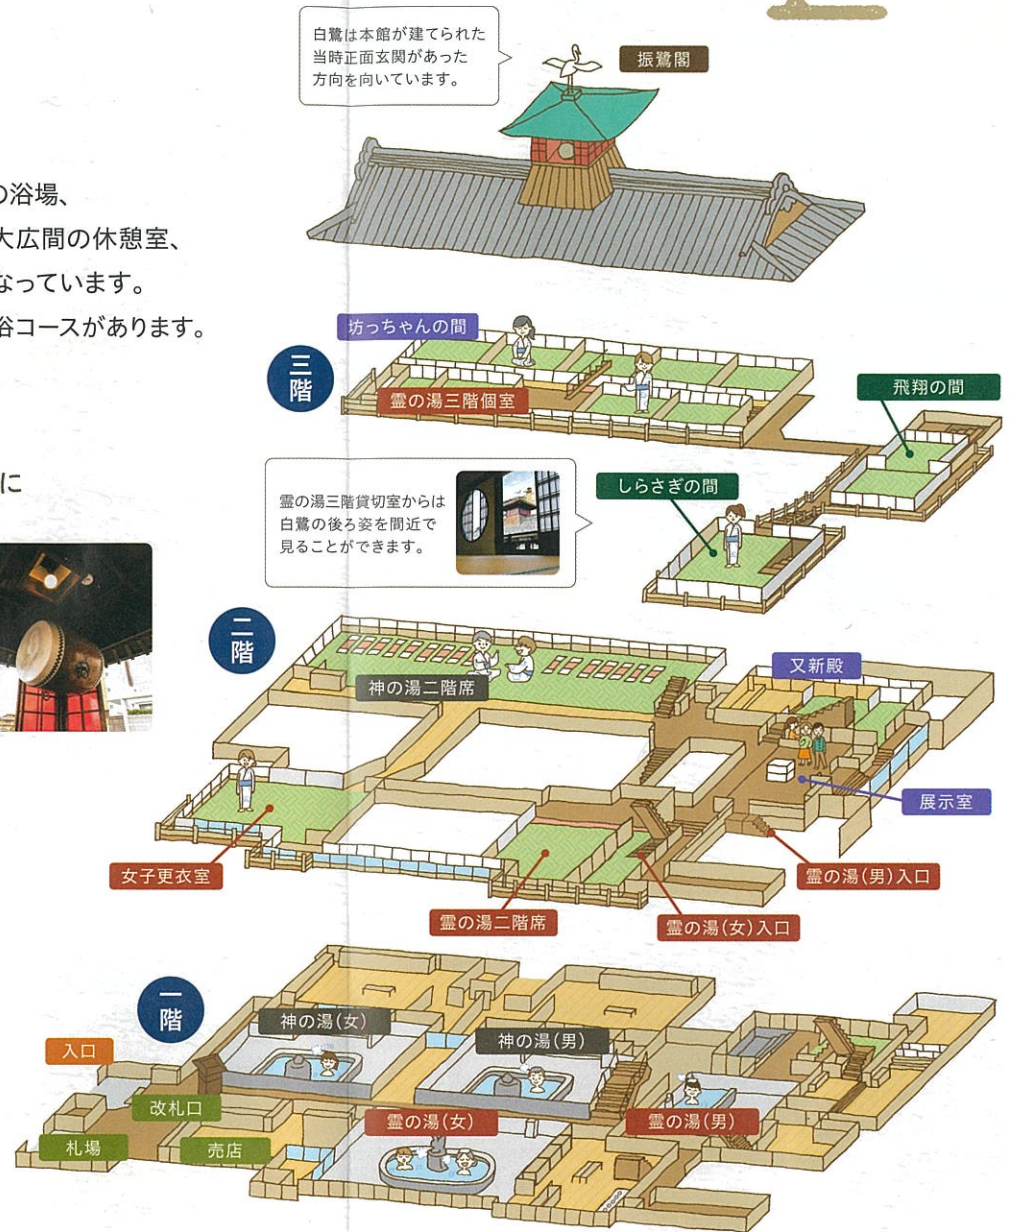 白鷺は本館が建てられた
当時正面玄関があった
方向を向いています。
振鷺閣
の浴場、
大広間の休憩室、
なっています。
浴コースがあります。
三階
坊っちゃんの間
霊の湯三階個室
飛翔の間
しらさぎの間
霊の湯三階貸切室からは
白鷺の後ろ姿を間近で
見ることができます。
に
二階
神の湯二階席
又新殿
展示室
女子更衣室
霊の湯二階席
霊の湯(女)入口
霊の湯(男)入口
一階
神の湯(女)
神の湯(男)
入口
改札口
札場
売店
霊の湯(女)
霊の湯(男)